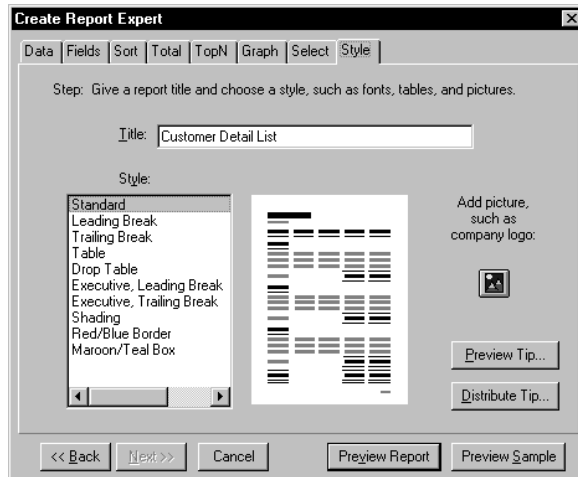 Create Report Expert
Data Fields Sort Total TopN Graph Select Style
Step: Give a report title and choose a style, such as fonts, tables, and pictures.
Title: Customer Detail List
Style:
Standard
Leading Break
Trailing Break
Table
Drop Table
Executive, Leading Break
Executive, Trailing Break
Shading
Red/Blue Border
Maroon/Teal Box
Add picture,
such as
company logo:
Preview Tip...
Distribute Tip...
<< Back Next >> Cancel Preview Report Preview Sample